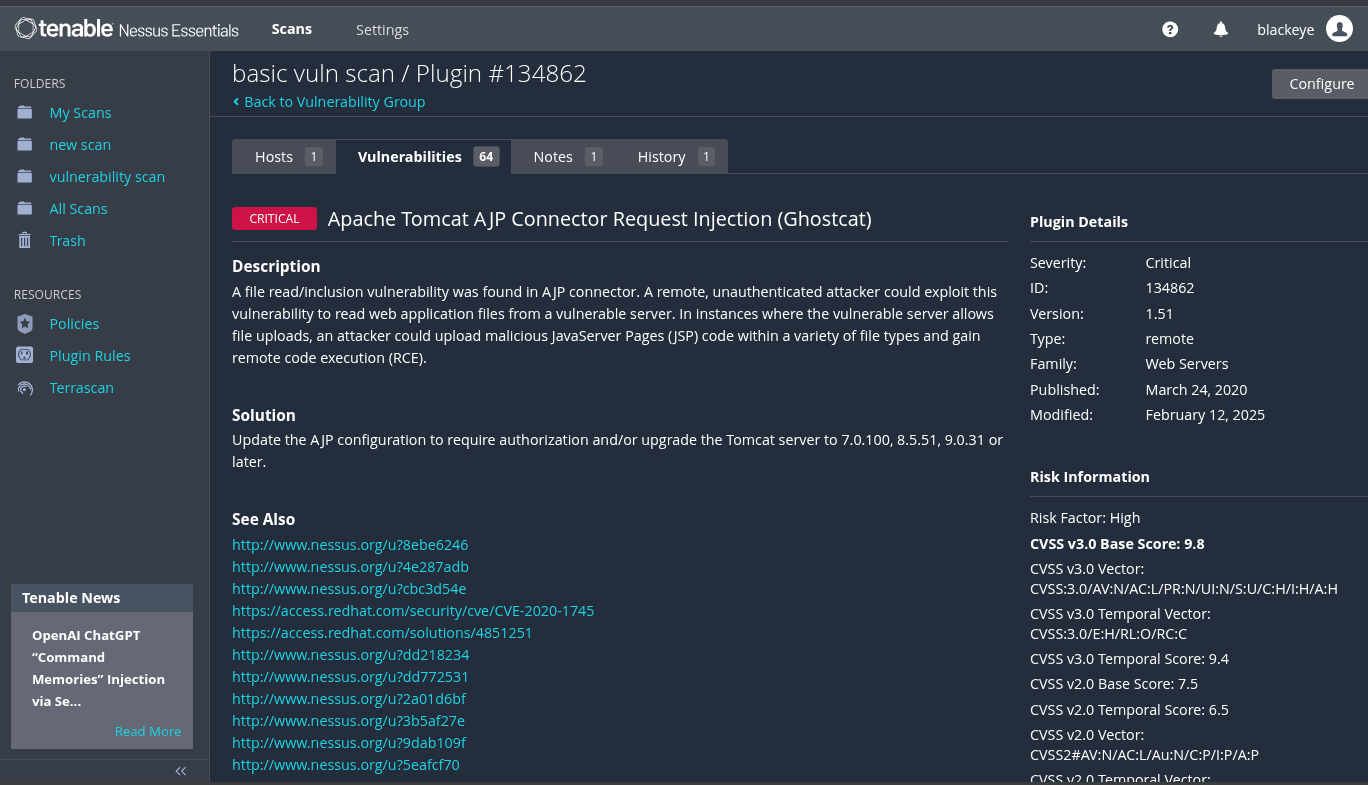 tenable Nessus Essentials
Scans
Settings
blackeye
FOLDERS
My Scans
new scan
vulnerability scan
All Scans
Trash
RESOURCES
Policies
Plugin Rules
Terrascan
Tenable News
OpenAI ChatGPT
“Command
Memories” Injection
via Se...
Read More
basic vuln scan / Plugin #134862
Back to Vulnerability Group
Configure
Hosts 1
Vulnerabilities 64
Notes 1
History 1
CRITICAL Apache Tomcat AJP Connector Request Injection (Ghostcat)
Description
A file read/inclusion vulnerability was found in AJP connector. A remote, unauthenticated attacker could exploit this
vulnerability to read web application files from a vulnerable server. In instances where the vulnerable server allows
file uploads, an attacker could upload malicious JavaServer Pages (JSP) code within a variety of file types and gain
remote code execution (RCE).
Solution
Update the AJP configuration to require authorization and/or upgrade the Tomcat server to 7.0.100, 8.5.51, 9.0.31 or
later.
See Also
http://www.nessus.org/u?8ebe6246
http://www.nessus.org/u?4e287adb
http://www.nessus.org/u?cbc3d54e
https://access.redhat.com/security/cve/CVE-2020-1745
https://access.redhat.com/solutions/4851251
http://www.nessus.org/u?dd218234
http://www.nessus.org/u?dd772531
http://www.nessus.org/u?2a01d6bf
http://www.nessus.org/u?3b5af27e
http://www.nessus.org/u?9dab109f
http://www.nessus.org/u?5eafcf70
Plugin Details
Severity: Critical
ID: 134862
Version: 1.51
Type: remote
Family: Web Servers
Published: March 24, 2020
Modified: February 12, 2025
Risk Information
Risk Factor: High
CVSS v3.0 Base Score: 9.8
CVSS v3.0 Vector:
CVSS:3.0/AV:N/AC:L/PR:N/UI:N/S:U/C:H/I:H/A:H
CVSS v3.0 Temporal Vector:
CVSS:3.0/E:H/RL:O/RC:C
CVSS v3.0 Temporal Score: 9.4
CVSS v2.0 Base Score: 7.5
CVSS v2.0 Temporal Score: 6.5
CVSS v2.0 Vector:
CVSS2#AV:N/AC:L/Au:N/C:P/I:P/A:P
CVSS v2.0 Temporal Vector: